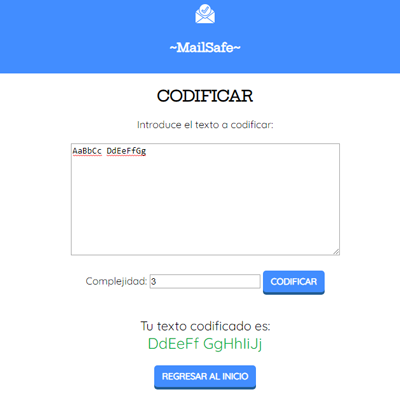 ~MailSafe~
CODIFICAR
Introduce el texto a codificar:
AaBbCc DdEeFfGg
Complejidad: 3 CODIFICAR
Tu texto codificado es:
DdEeFf GgHhIiJj
REGRESAR AL INICIO